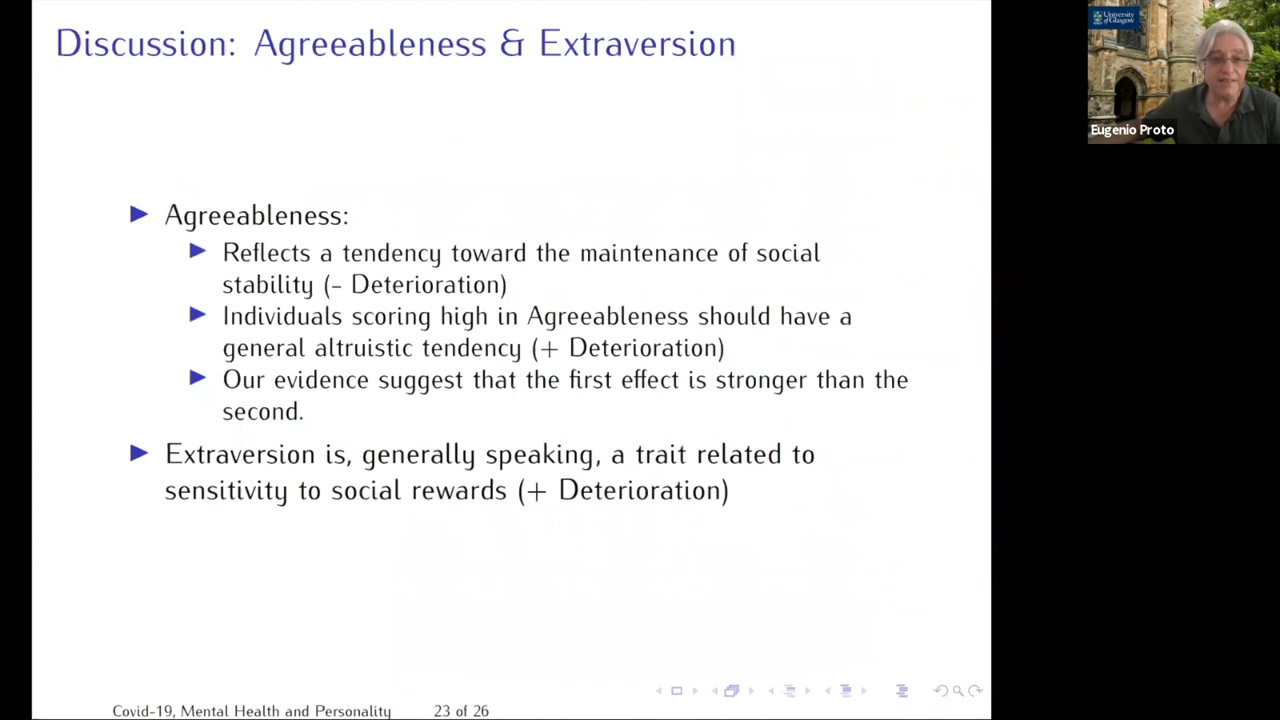 Discussion: Agreeableness & Extraversion
University
of Glasgow
Eugenio Proto
Agreeableness:
Reflects a tendency toward the maintenance of social
stability (– Deterioration)
Individuals scoring high in Agreeableness should have a
general altruistic tendency (+ Deterioration)
Our evidence suggest that the first effect is stronger than the
second.
Extraversion is, generally speaking, a trait related to
sensitivity to social rewards (+ Deterioration)
Covid-19, Mental Health and Personality 23 of 26